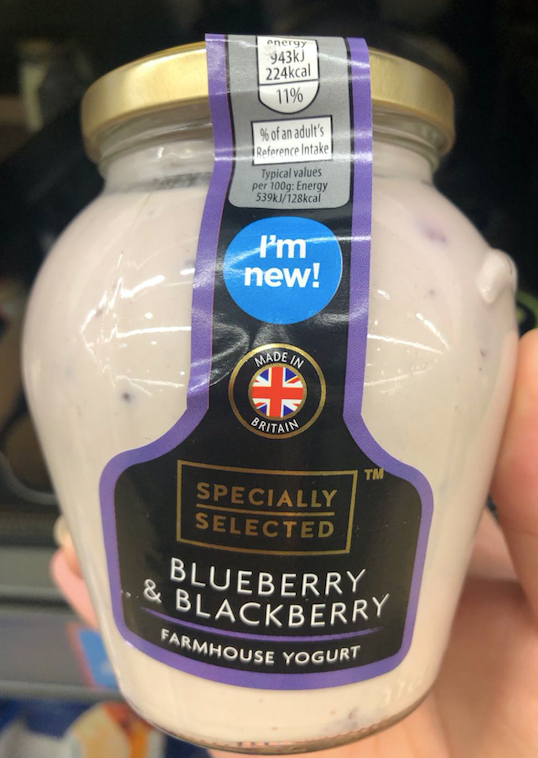 energy
943kJ
224kcal
11%
% of an adult's
Reference Intake
Typical values
per 100g: Energy
539kJ/128kcal
I'm
new!
MADE IN
BRITAIN
SPECIALLY
SELECTED
TM
BLUEBERRY
& BLACKBERRY
FARMHOUSE YOGURT